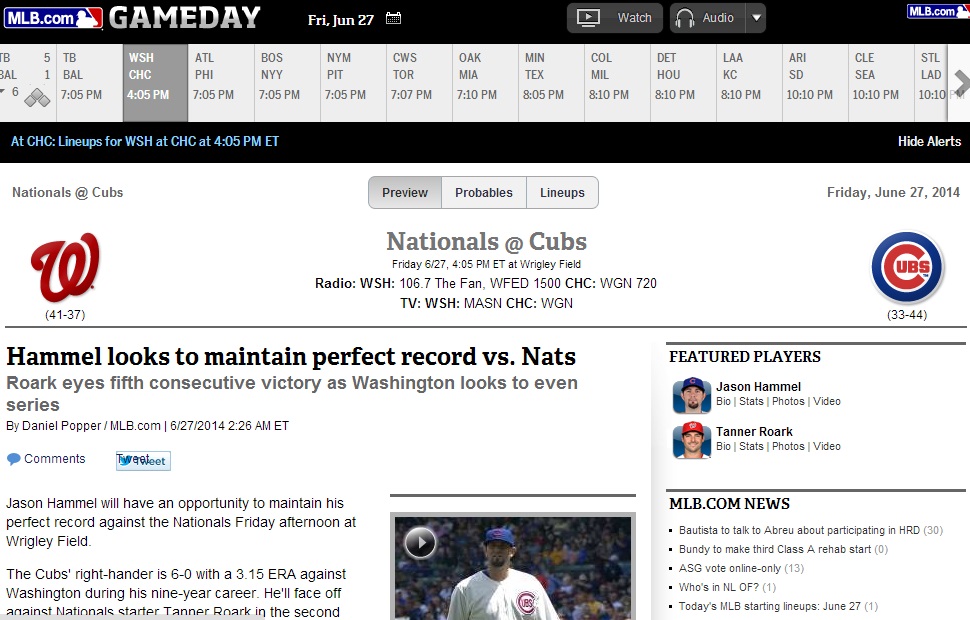 MLB.com GAMEDAY Fri, Jun 27 Watch Audio MLB.com
TB 5 TB WSH ATL BOS NYM CWS OAK MIN COL DET LAA ARI CLE STL
BAL 1 BAL CHC PHI NYY PIT TOR MIA TEX MIL HOU KC SD SEA LAD
6 7:05 PM 4:05 PM 7:05 PM 7:05 PM 7:05 PM 7:07 PM 7:10 PM 8:05 PM 8:10 PM 8:10 PM 8:10 PM 10:10 PM 10:10 PM 10:10
At CHC: Lineups for WSH at CHC at 4:05 PM ET Hide Alerts
Nationals @ Cubs Preview Probables Lineups Friday, June 27, 2014
W
Nationals @ Cubs
Friday 6/27, 4:05 PM ET at Wrigley Field
Radio: WSH: 106.7 The Fan, WFED 1500 CHC: WGN 720
TV: WSH: MASN CHC: WGN
CUBS
(41-37) (33-44)
Hammel looks to maintain perfect record vs. Nats
Roark eyes fifth consecutive victory as Washington looks to even
series
By Daniel Popper / MLB.com | 6/27/2014 2:26 AM ET
Comments Tweet Tweet
Jason Hammel will have an opportunity to maintain his
perfect record against the Nationals Friday afternoon at
Wrigley Field.
The Cubs' right-hander is 6-0 with a 3.15 ERA against
Washington during his nine-year career. He'll face off
against Nationals starter Tanner Roark in the second
CUBS
FEATURED PLAYERS
Jason Hammel
Bio | Stats | Photos | Video
Tanner Roark
Bio | Stats | Photos | Video
MLB.COM NEWS
Bautista to talk to Abreu about participating in HRD (30)
Bundy to make third Class A rehab start (0)
ASG vote online-only (13)
Who's in NL OF? (1)
Today's MLB starting lineups: June 27 (1)